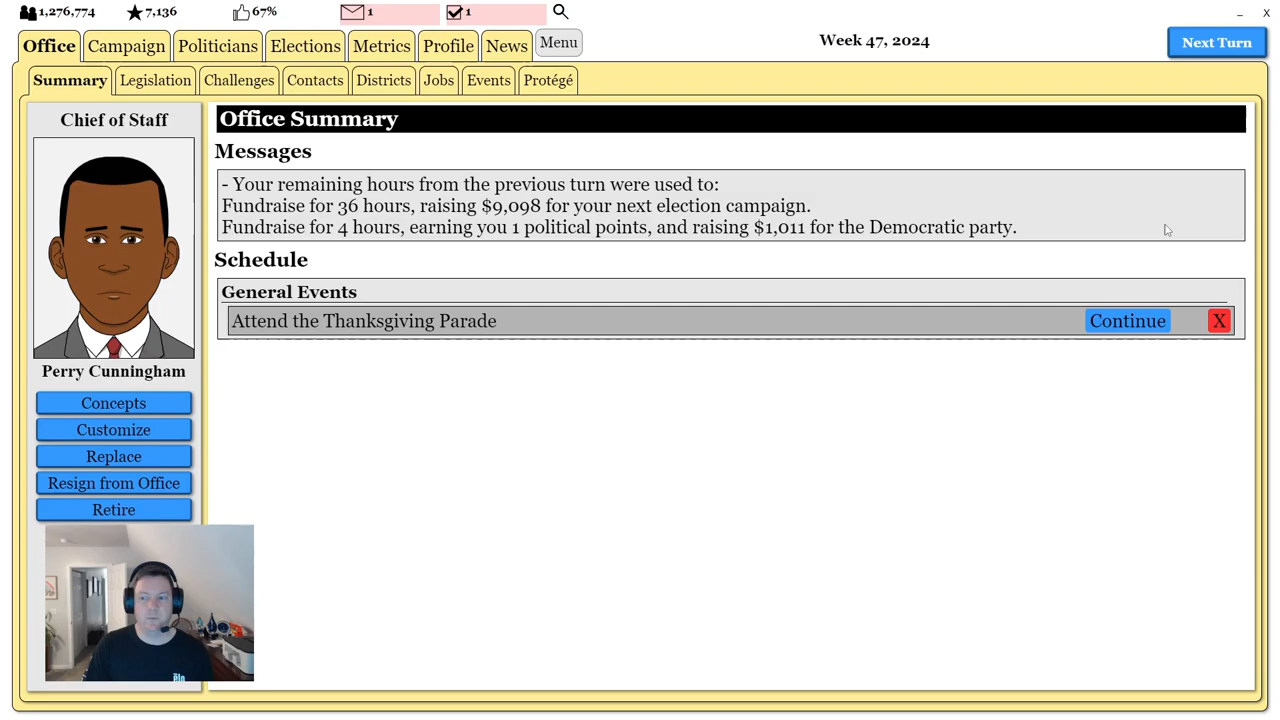 1,276,774 7,136 67% 1 1
_ X
Office Campaign Politicians Elections Metrics Profile News Menu
Week 47, 2024
Next Turn
Summary Legislation Challenges Contacts Districts Jobs Events Protégé
Chief of Staff
Perry Cunningham
Concepts
Customize
Replace
Resign from Office
Retire
Office Summary
Messages
- Your remaining hours from the previous turn were used to:
Fundraise for 36 hours, raising $9,098 for your next election campaign.
Fundraise for 4 hours, earning you 1 political points, and raising $1,011 for the Democratic party.
Schedule
General Events
Attend the Thanksgiving Parade Continue X